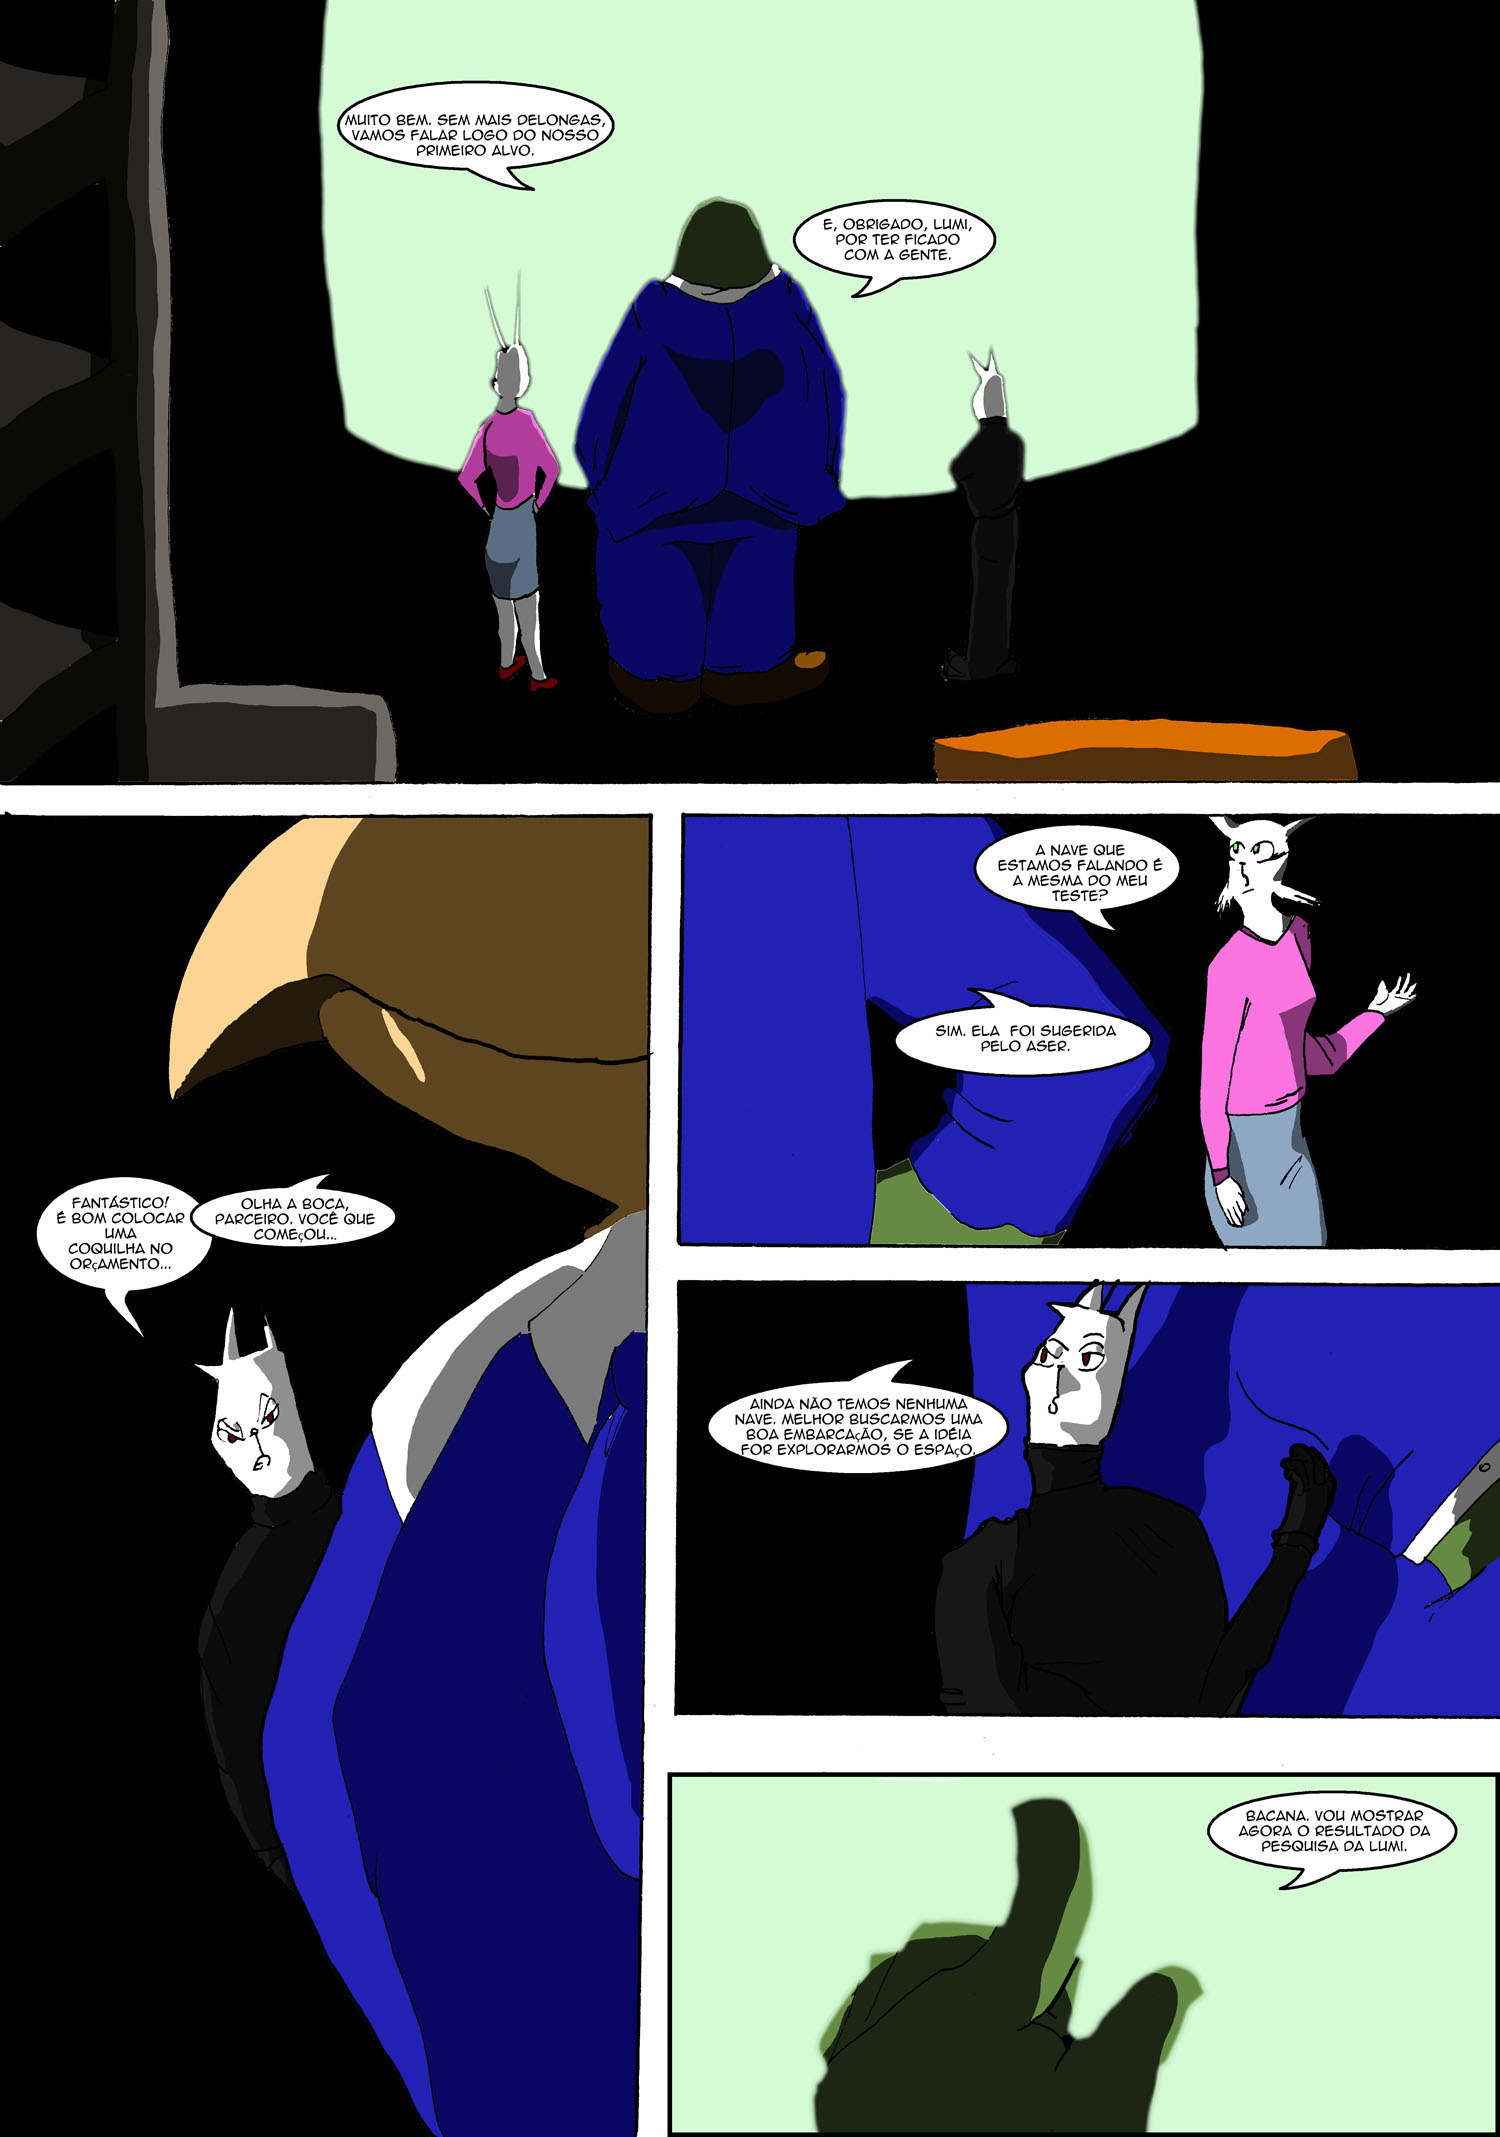 MUITO BEM. SEM MAIS DELONGAS,
VAMOS FALAR LOGO DO NOSSO
PRIMEIRO ALVO.
E, OBRIGADO, LUMI,
POR TER FICADO
COM A GENTE.
FANTÁSTICO!
É BOM COLOCAR
UMA
COQUILHA NO
ORÇAMENTO...
OLHA A BOCA,
PARCEIRO. VOCÊ QUE
COMEÇOU...
A NAVE QUE
ESTAMOS FALANDO É
A MESMA DO MEU
TESTE?
SIM. ELA FOI SUGERIDA
PELO ASER.
AINDA NÃO TEMOS NENHUMA
NAVE. MELHOR BUSCARMOS UMA
BOA EMBARCAÇÃO, SE A IDÉIA
FOR EXPLORARMOS O ESPAÇO.
BACANA. VOU MOSTRAR
AGORA O RESULTADO DA
PESQUISA DA LUMI.